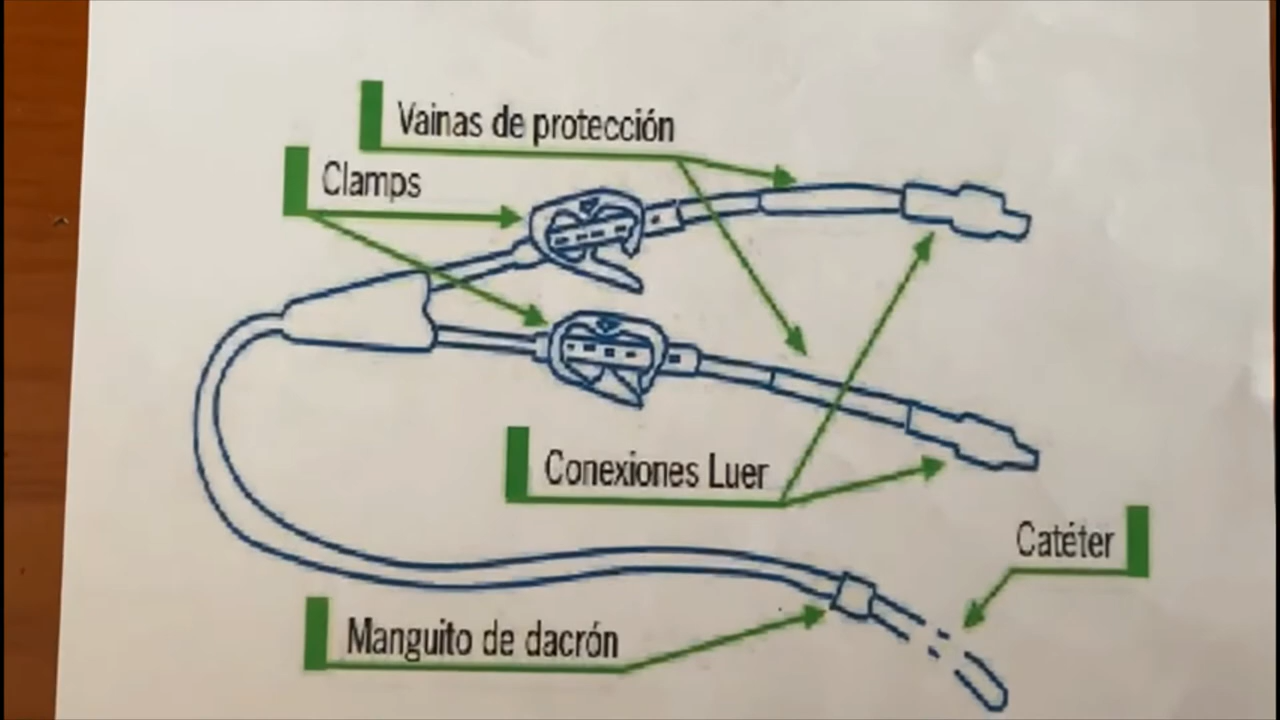 Vainas de protección
Clamps
Conexiones Luer
Catéter
Manguito de dacrón